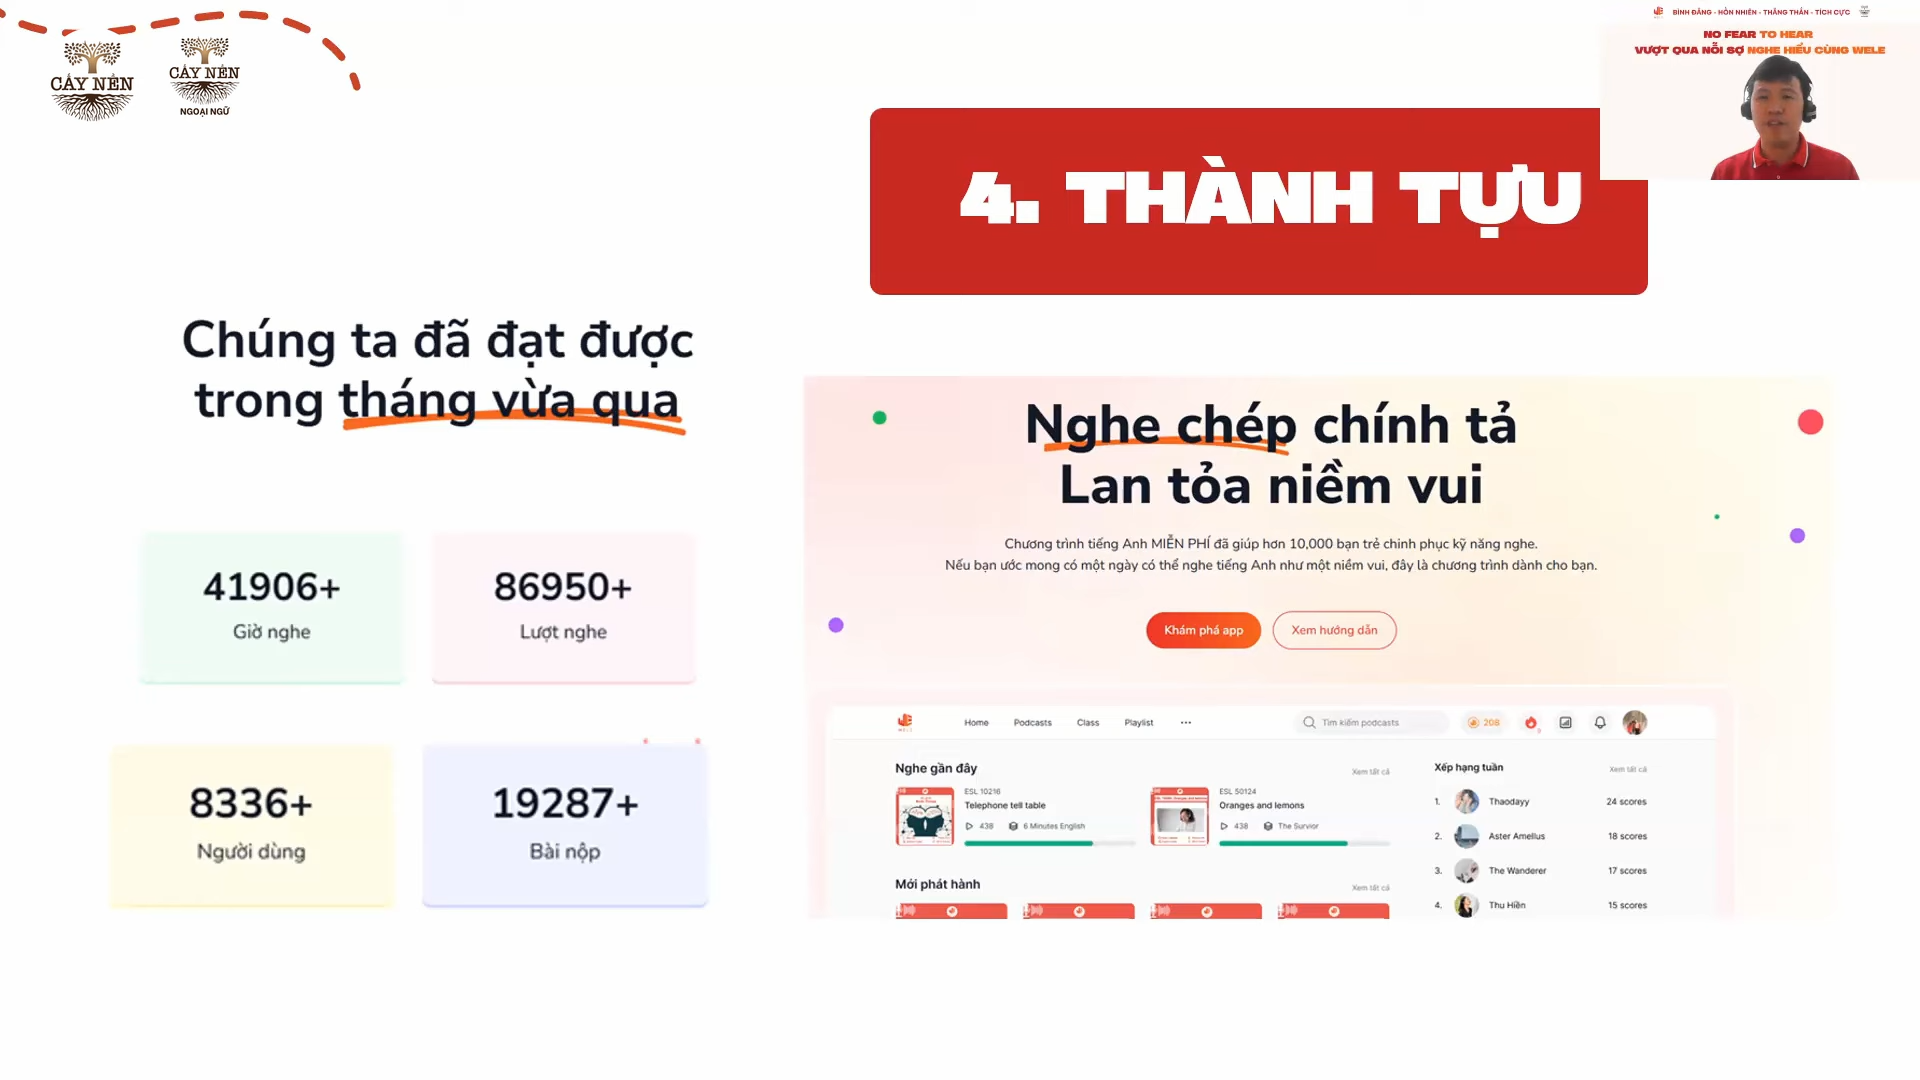 CẤY NỀN
CẤY NỀN
NGOẠI NGỮ
BÌNH ĐẲNG - HỒN NHIÊN - THẲNG THẮN - TÍCH CỰC
NO FEAR TO HEAR
VƯỢT QUA NỖI SỢ NGHE HIỂU CÙNG WELE
4. THÀNH TỰU
Chúng ta đã đạt được
trong tháng vừa qua
41906+
Giờ nghe
86950+
Lượt nghe
8336+
Người dùng
19287+
Bài nộp
Nghe chép chính tả
Lan tỏa niềm vui
Chương trình tiếng Anh MIỄN PHÍ đã giúp hơn 10,000 bạn trẻ chinh phục kỹ năng nghe.
Nếu bạn ước mong có một ngày có thể nghe tiếng Anh như một niềm vui, đây là chương trình dành cho bạn.
Khám phá app
Xem hướng dẫn
WELE
Home Podcasts Class Playlist ...
Tìm kiếm podcasts
208
Nghe gần đây
Xem tất cả
ESL 10216
Telephone tell table
438 6 Minutes English
ESL 50124
Oranges and lemons
438 The Survior
Mới phát hành
Xem tất cả
Xếp hạng tuần
Xem tất cả
1. Thaodayy 24 scores
2. Aster Amellus 18 scores
3. The Wanderer 17 scores
4. Thu Hiền 15 scores